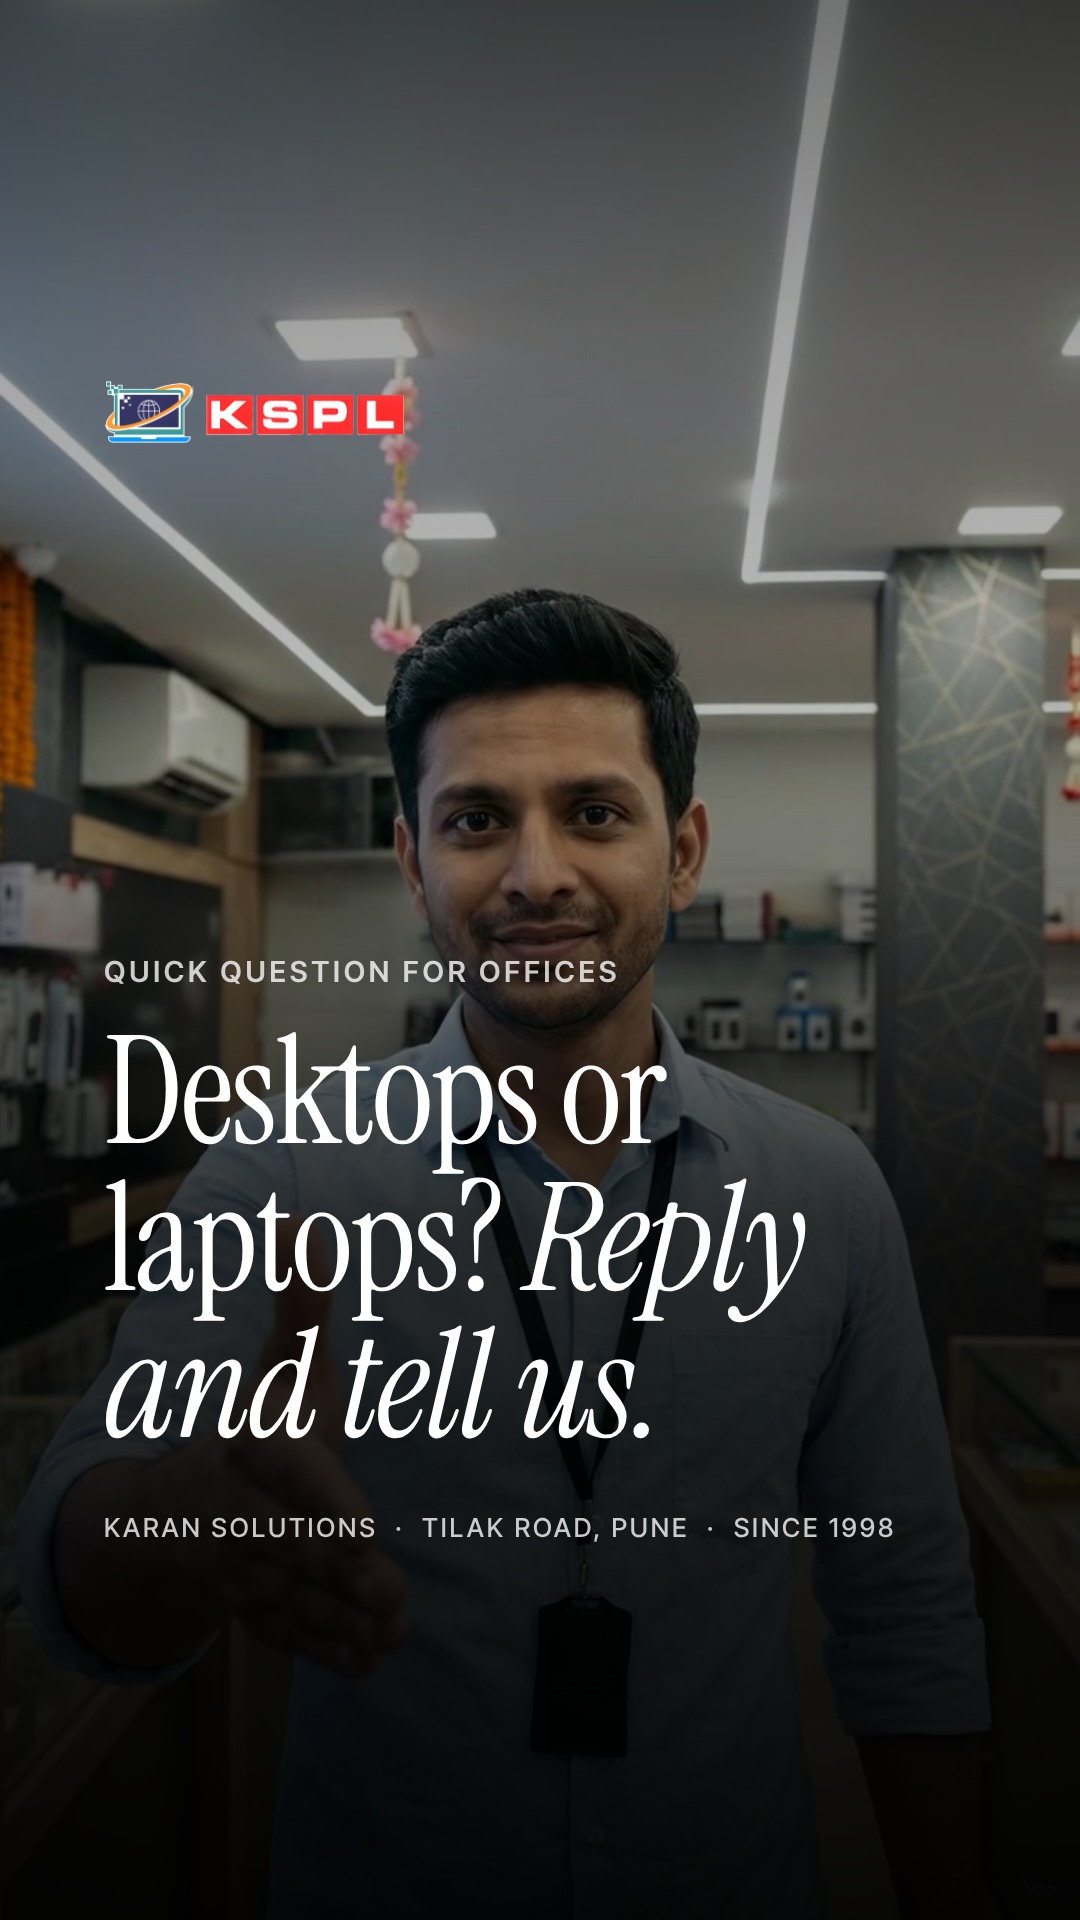 KSPL
QUICK QUESTION FOR OFFICES
Desktops or
laptops? Reply
and tell us.
KARAN SOLUTIONS · TILAK ROAD, PUNE · SINCE 1998
Veo